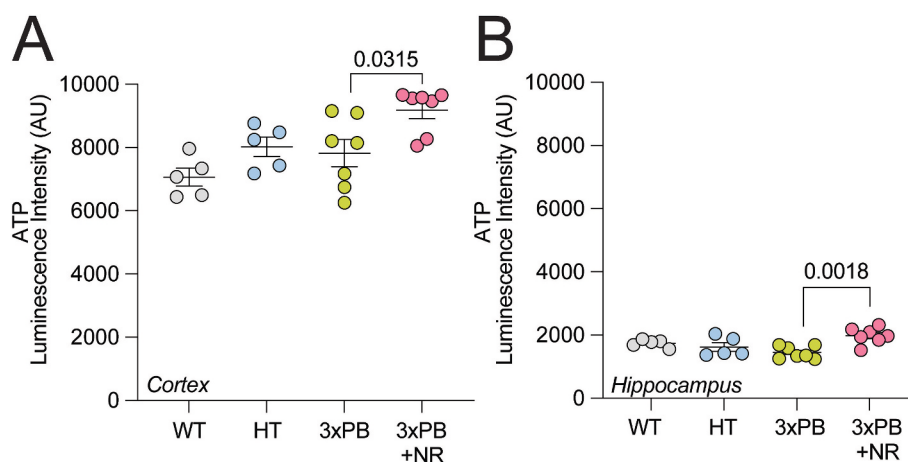 A
ATP
Luminescence Intensity (AU)
10000
8000
6000
4000
2000
0
0.0315
Cortex
WT
HT
3xPB
3xPB
+NR
B
ATP
Luminescence Intensity (AU)
10000
8000
6000
4000
2000
0
0.0018
Hippocampus
WT
HT
3xPB
3xPB
+NR